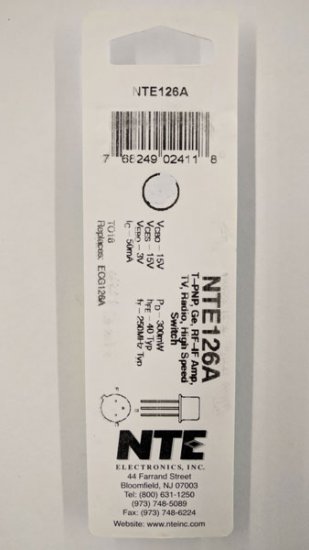 NTE126A
7 68249 02411 8
NTE126A
T-PNP, Ge, RF-IF Amp,
TV, Radio, High Speed
Switch
VCBO - 15V
VCES - 15V
VEBO - 3V
IC - 50mA
PD - 300mW
hFE - 40 Typ
fT - 250MHz Typ
TO18
Replaces: ECG126A
NTE
ELECTRONICS, INC.
44 Farrand Street
Bloomfield, NJ 07003
Tel: (800) 631-1250
(973) 748-5089
Fax: (973) 748-6224
Website: www.nteinc.com